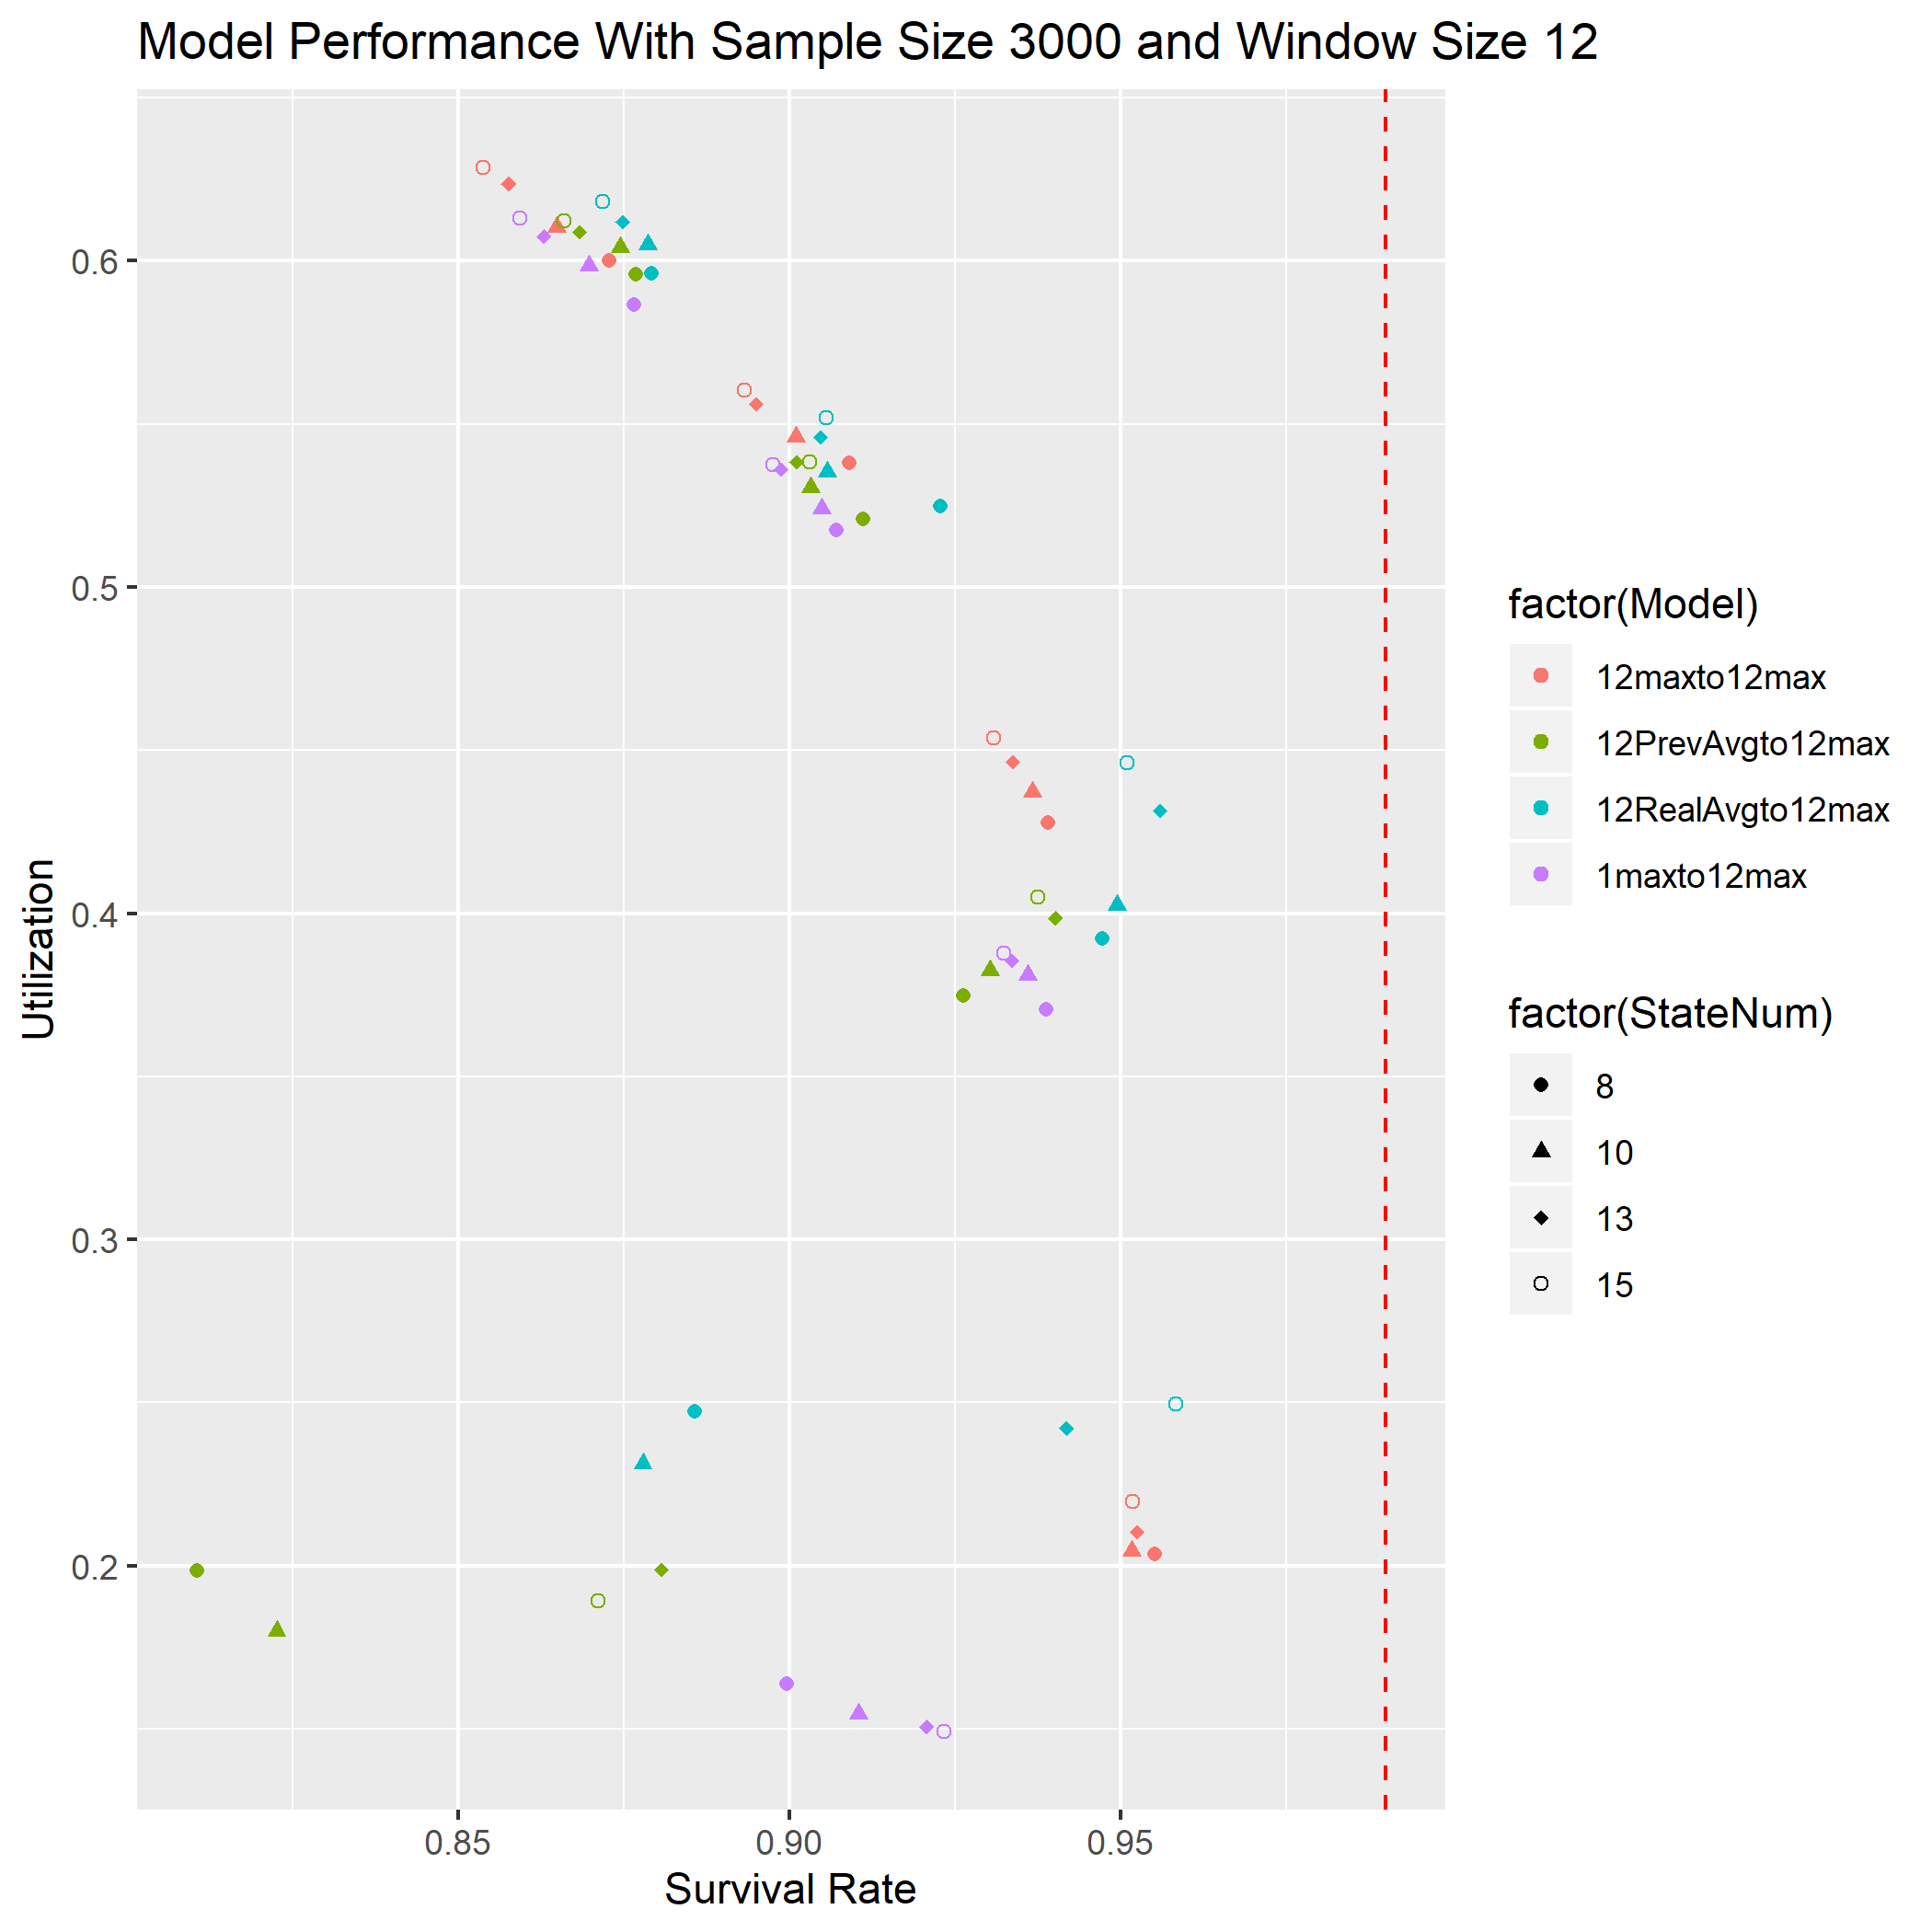 Model Performance With Sample Size 3000 and Window Size 12
0.6
0.5
0.4
0.3
0.2
Utilization
0.85 0.90 0.95
Survival Rate
factor(Model)
12maxto12max
12PrevAvgto12max
12RealAvgto12max
1maxto12max
factor(StateNum)
8
10
13
15